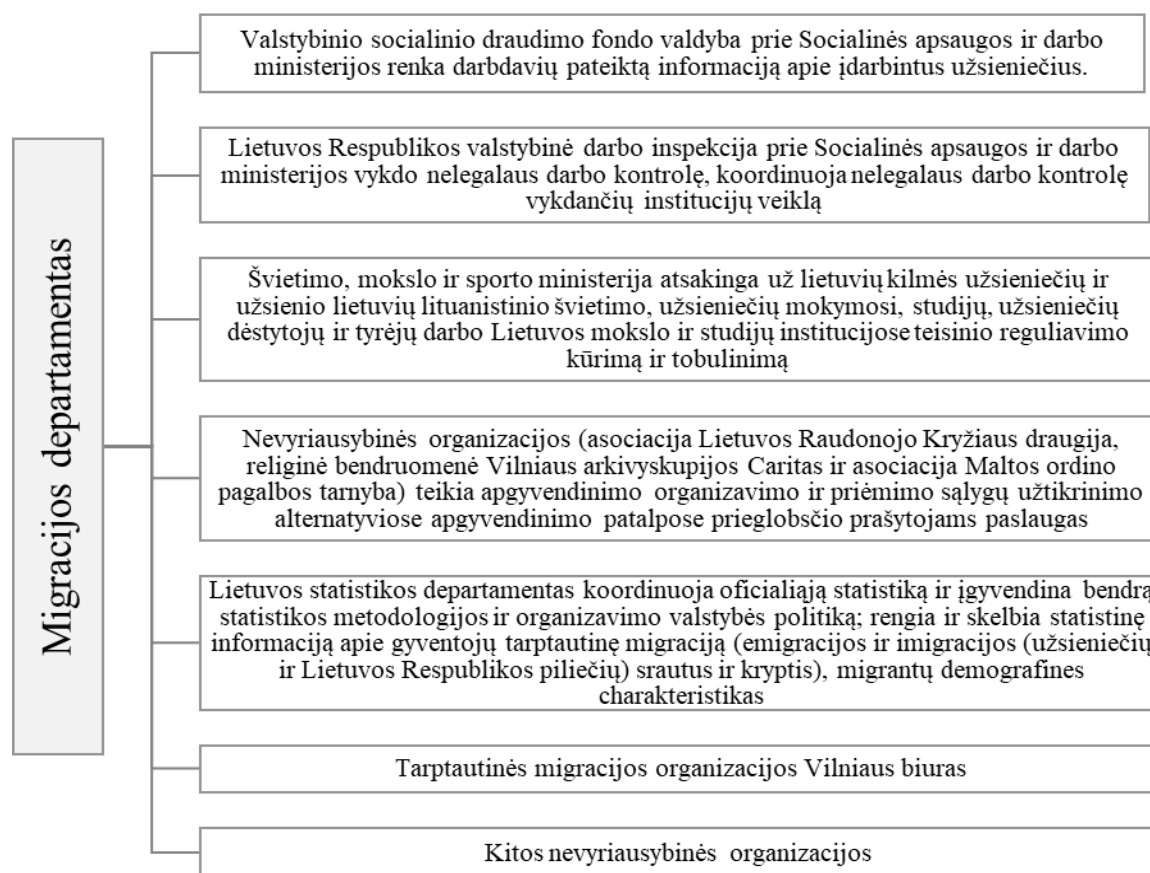 Migracijos departamentas
Valstybinio socialinio draudimo fondo valdyba prie Socialinės apsaugos ir darbo
ministerijos renka darbdavių pateiktą informaciją apie įdarbintus užsieniečius.
Lietuvos Respublikos valstybinė darbo inspekcija prie Socialinės apsaugos ir darbo
ministerijos vykdo nelegalaus darbo kontrolę, koordinuoja nelegalaus darbo kontrolę
vykdančių institucijų veiklą
Švietimo, mokslo ir sporto ministerija atsakinga už lietuvių kilmės užsieniečių ir
užsienio lietuvių lituanistinio švietimo, užsieniečių mokymosi, studijų, užsieniečių
dėstytojų ir tyrėjų darbo Lietuvos mokslo ir studijų institucijose teisinio reguliavimo
kūrimą ir tobulinimą
Nevyriausybinės organizacijos (asociacija Lietuvos Raudonojo Kryžiaus draugija,
religinė bendruomenė Vilniaus arkivyskupijos Caritas ir asociacija Maltos ordino
pagalbos tarnyba) teikia apgyvendinimo organizavimo ir priėmimo sąlygų užtikrinimo
alternatyviose apgyvendinimo patalpose prieglobsčio prašytojams paslaugas
Lietuvos statistikos departamentas koordinuoja oficialiąją statistiką ir įgyvendina bendrą
statistikos metodologijos ir organizavimo valstybės politiką; rengia ir skelbia statistinę
informaciją apie gyventojų tarptautinę migraciją (emigracijos ir imigracijos (užsieniečių
ir Lietuvos Respublikos piliečių) srautus ir kryptis), migrantų demografines
charakteristikas
Tarptautinės migracijos organizacijos Vilniaus biuras
Kitos nevyriausybinės organizacijos